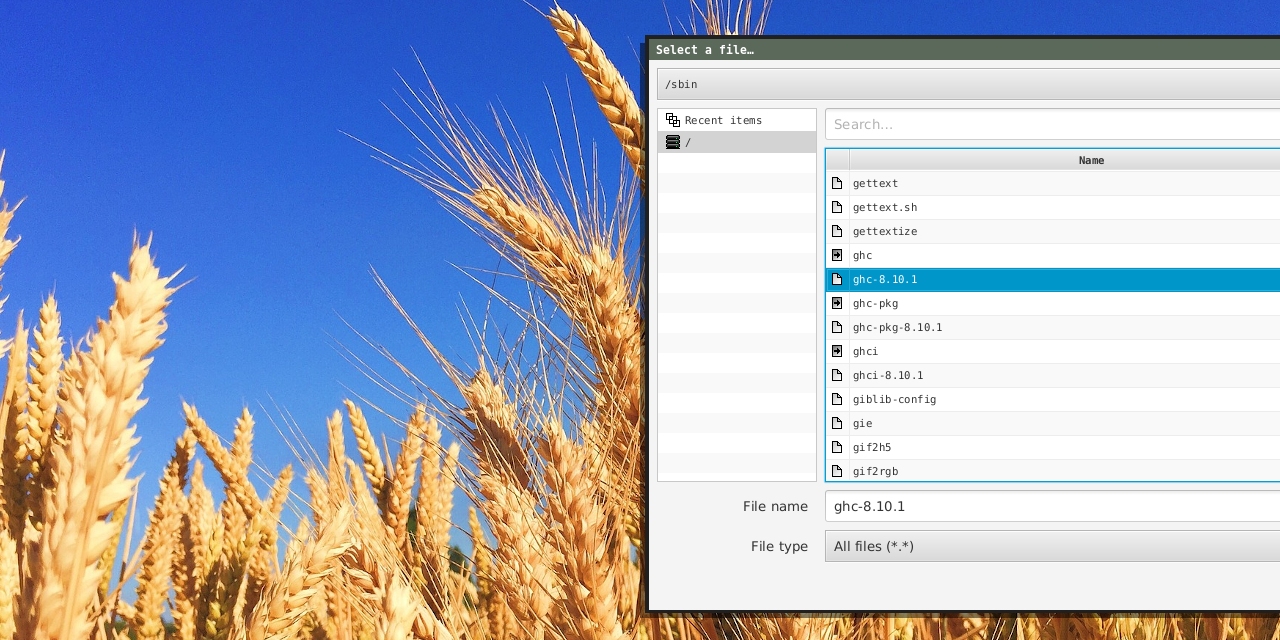 Select a file…
/sbin
Recent items
/
Search...
Name
gettext
gettext.sh
gettextize
ghc
ghc-8.10.1
ghc-pkg
ghc-pkg-8.10.1
ghci
ghci-8.10.1
giblib-config
gie
gif2h5
gif2rgb
File name
ghc-8.10.1
File type
All files (*.*)